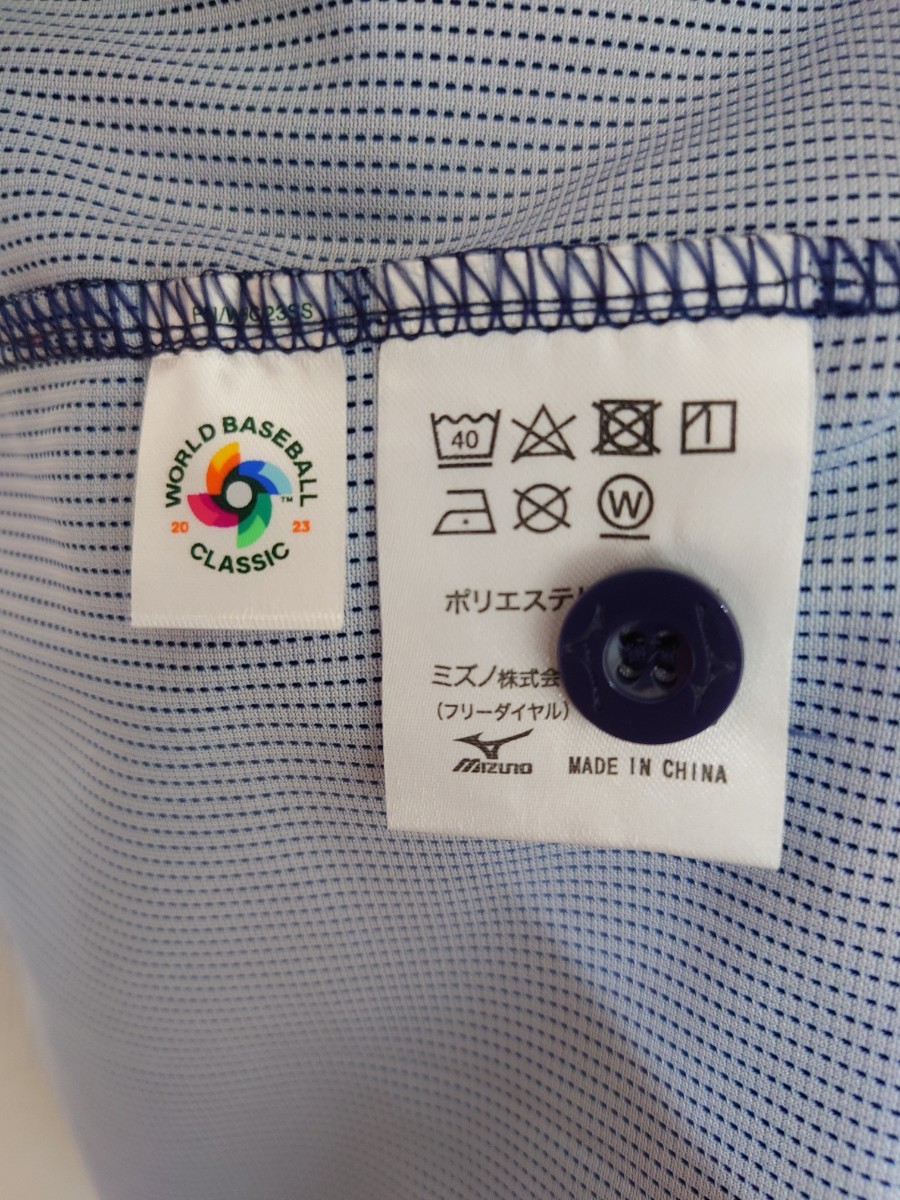 WORLD BASEBALL
20 23
CLASSIC
TM
40
W
ポリエステ
ミズノ株式会
(フリーダイヤル)
MIZUNO
MADE IN CHINA